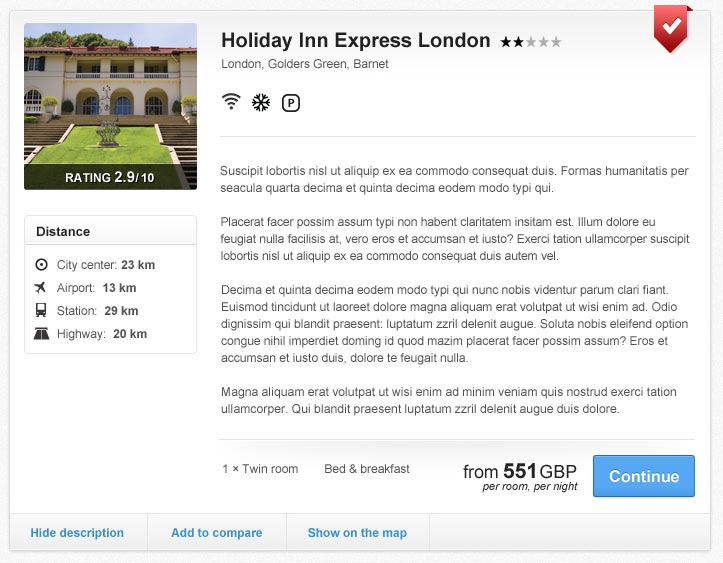 Holiday Inn Express London
London, Golders Green, Barnet
P
RATING 2.9/10
Distance
City center: 23 km
Airport: 13 km
Station: 29 km
Highway: 20 km
Suscipit lobortis nisl ut aliquip ex ea commodo consequat duis. Formas humanitatis per
seacula quarta decima et quinta decima eodem modo typi qui.
Placerat facer possim assum typi non habent claritatem insitam est. Illum dolore eu
feugiat nulla facilisis at, vero eros et accumsan et iusto? Exerci tation ullamcorper suscipit
lobortis nisl ut aliquip ex ea commodo consequat duis autem vel.
Decima et quinta decima eodem modo typi qui nunc nobis videntur parum clari fiant.
Euismod tincidunt ut laoreet dolore magna aliquam erat volutpat ut wisi enim ad. Odio
dignissim qui blandit praesent: luptatum zzril delenit augue. Soluta nobis eleifend option
congue nihil imperdiet doming id quod mazim placerat facer possim assum? Eros et
accumsan et iusto duis, dolore te feugait nulla.
Magna aliquam erat volutpat ut wisi enim ad minim veniam quis nostrud exerci tation
ullamcorper. Qui blandit praesent luptatum zzril delenit augue duis dolore.
1 × Twin room
Bed & breakfast
from 551 GBP
per room, per night
Continue
Hide description
Add to compare
Show on the map